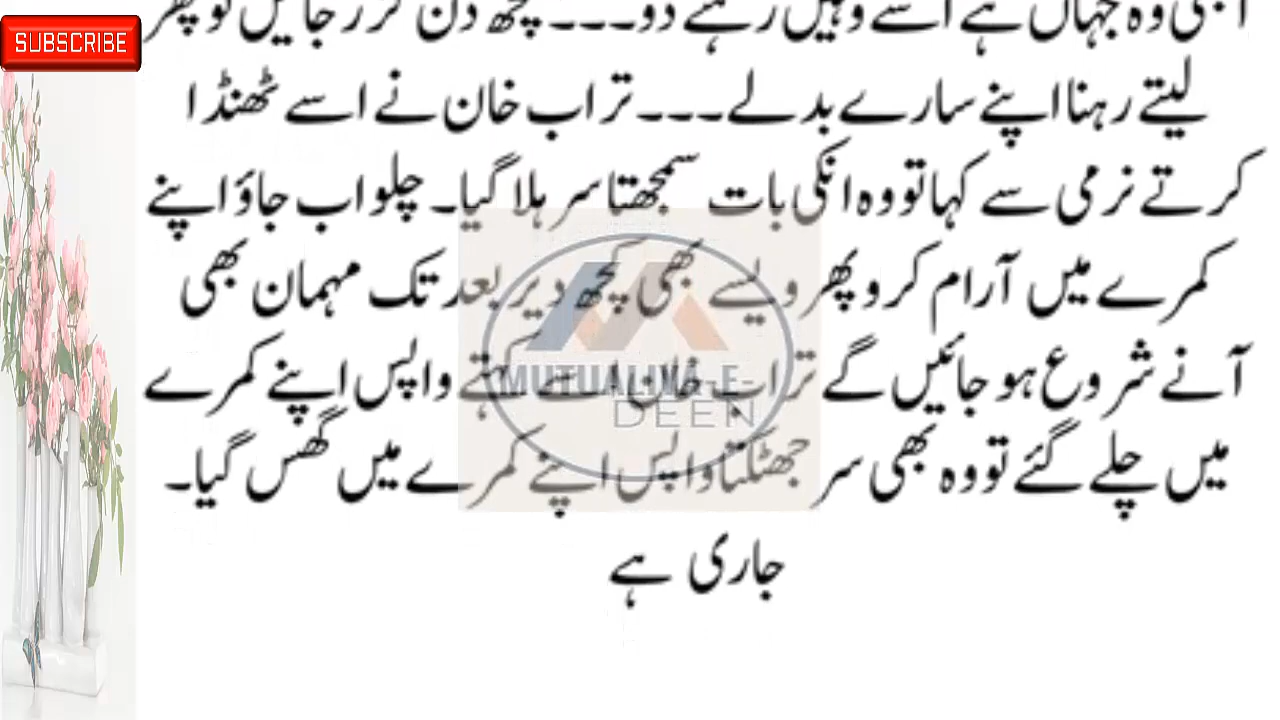 SUBSCRIBE
ابھی وہ جہاں ہے اسے وہیں رہنے دو۔۔۔ کچھ دن گزر جائیں تو پھر
لیتے رہنا اپنے سارے بدلے۔۔۔ تراب خان نے اسے ٹھنڈا
کرتے نرمی سے کہا تو وہ انکی بات سمجھتا سر ہلا گیا۔ چلو اب جاؤ اپنے
کمرے میں آرام کرو پھر ویسے بھی کچھ دیر بعد تک مہمان بھی
آنے شروع ہو جائیں گے تراب خان اسے کہتے واپس اپنے کمرے
میں چلے گئے تو وہ بھی سر جھٹکتا واپس اپنے کمرے میں گھس گیا۔
جاری ہے
MUTUALIYA-E-
DEEN